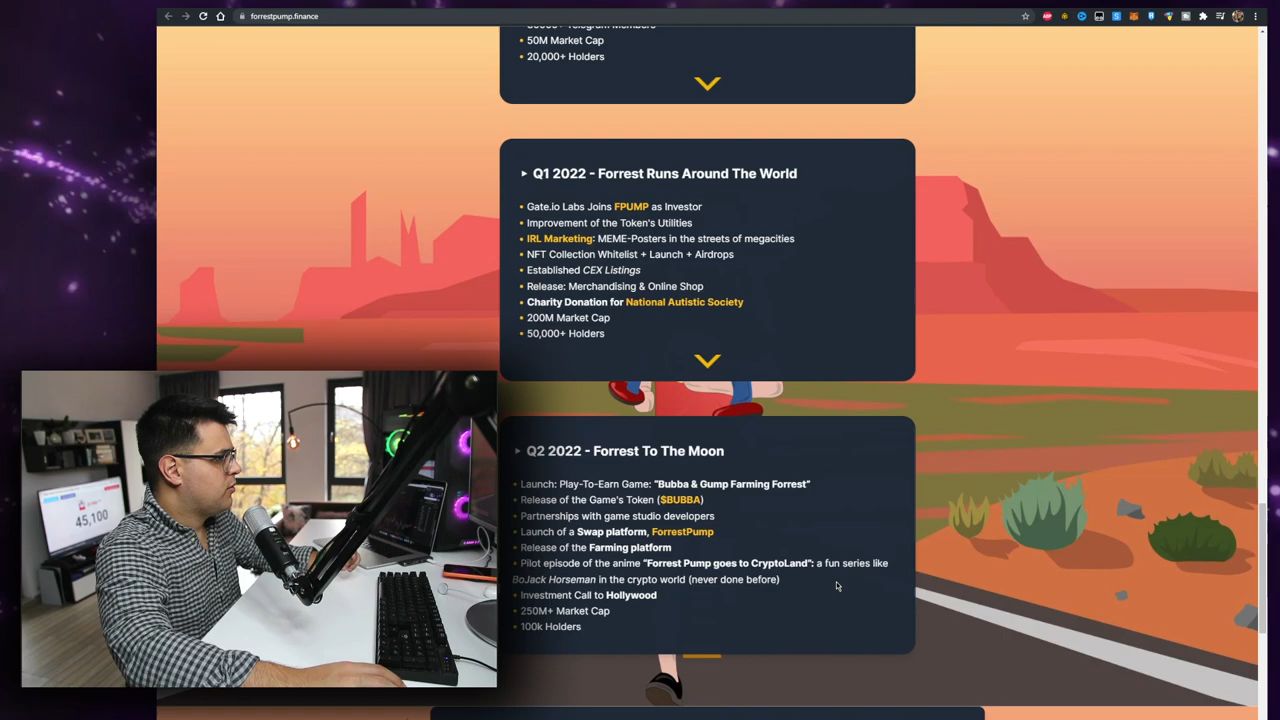 forrestpump.finance
50M Market Cap
20,000+ Holders
Q1 2022 - Forrest Runs Around The World
Gate.io Labs Joins FPUMP as Investor
Improvement of the Token's Utilities
IRL Marketing: MEME-Posters in the streets of megacities
NFT Collection Whitelist + Launch + Airdrops
Established CEX Listings
Release: Merchandising & Online Shop
Charity Donation for National Autistic Society
200M Market Cap
50,000+ Holders
Q2 2022 - Forrest To The Moon
Launch: Play-To-Earn Game: "Bubba & Gump Farming Forrest"
Release of the Game's Token ($BUBBA)
Partnerships with game studio developers
Launch of a Swap platform, ForrestPump
Release of the Farming platform
Pilot episode of the anime "Forrest Pump goes to CryptoLand": a fun series like
BoJack Horseman in the crypto world (never done before)
Investment Call to Hollywood
250M+ Market Cap
100k Holders
45,100